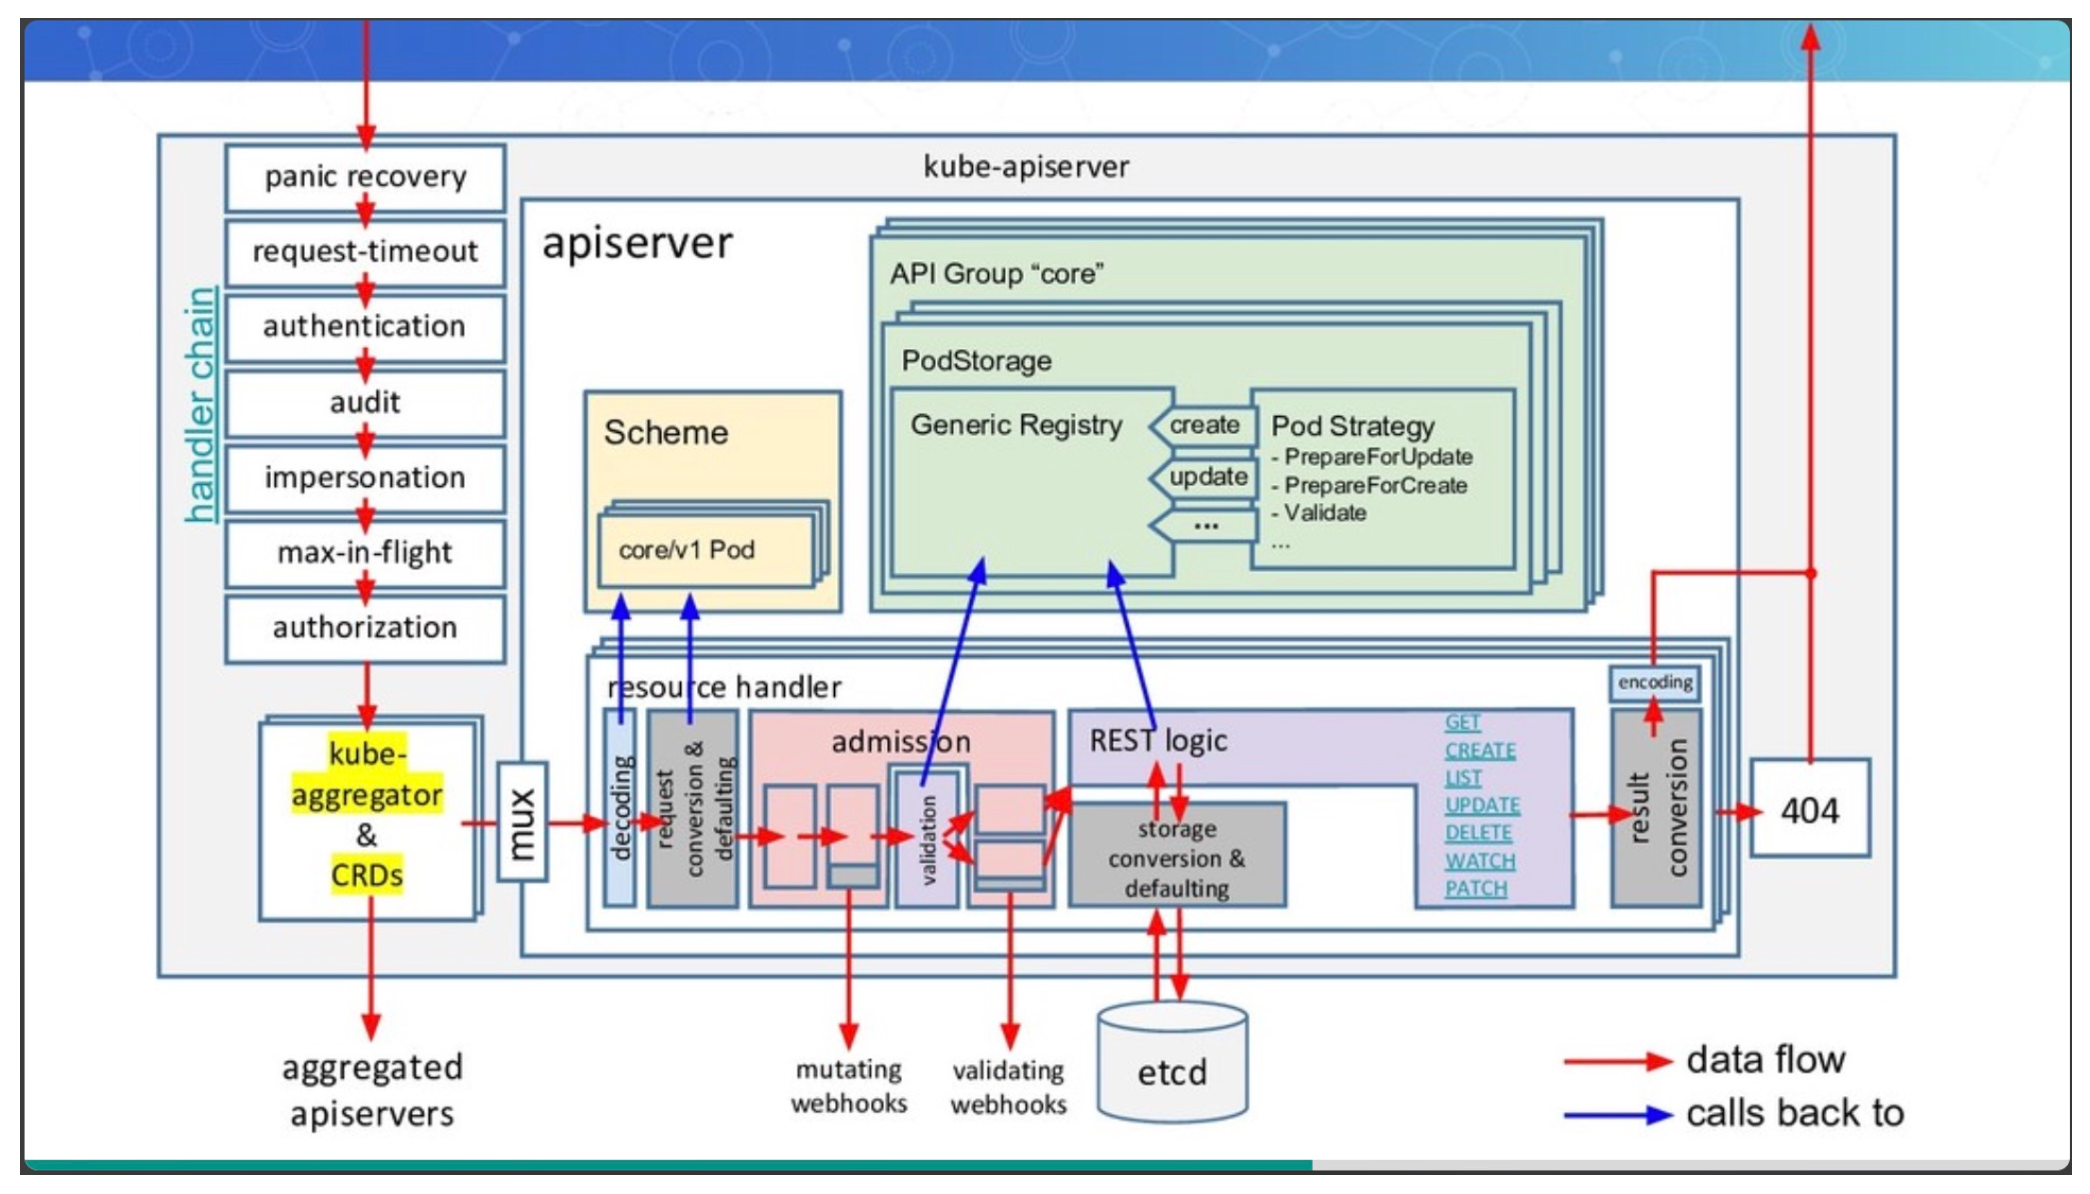 kube-apiserver
handler chain
panic recovery
request-timeout
authentication
audit
impersonation
max-in-flight
authorization
kube-
aggregator
&
CRDs
aggregated
apiservers
mux
apiserver
Scheme
core/v1 Pod
API Group “core”
PodStorage
Generic Registry
create
update
...
Pod Strategy
- PrepareForUpdate
- PrepareForCreate
- Validate
...
resource handler
decoding
request
conversion &
defaulting
admission
validation
mutating
webhooks
validating
webhooks
REST logic
storage
conversion &
defaulting
etcd
GET
CREATE
LIST
UPDATE
DELETE
WATCH
PATCH
encoding
result
conversion
404
data flow
calls back to